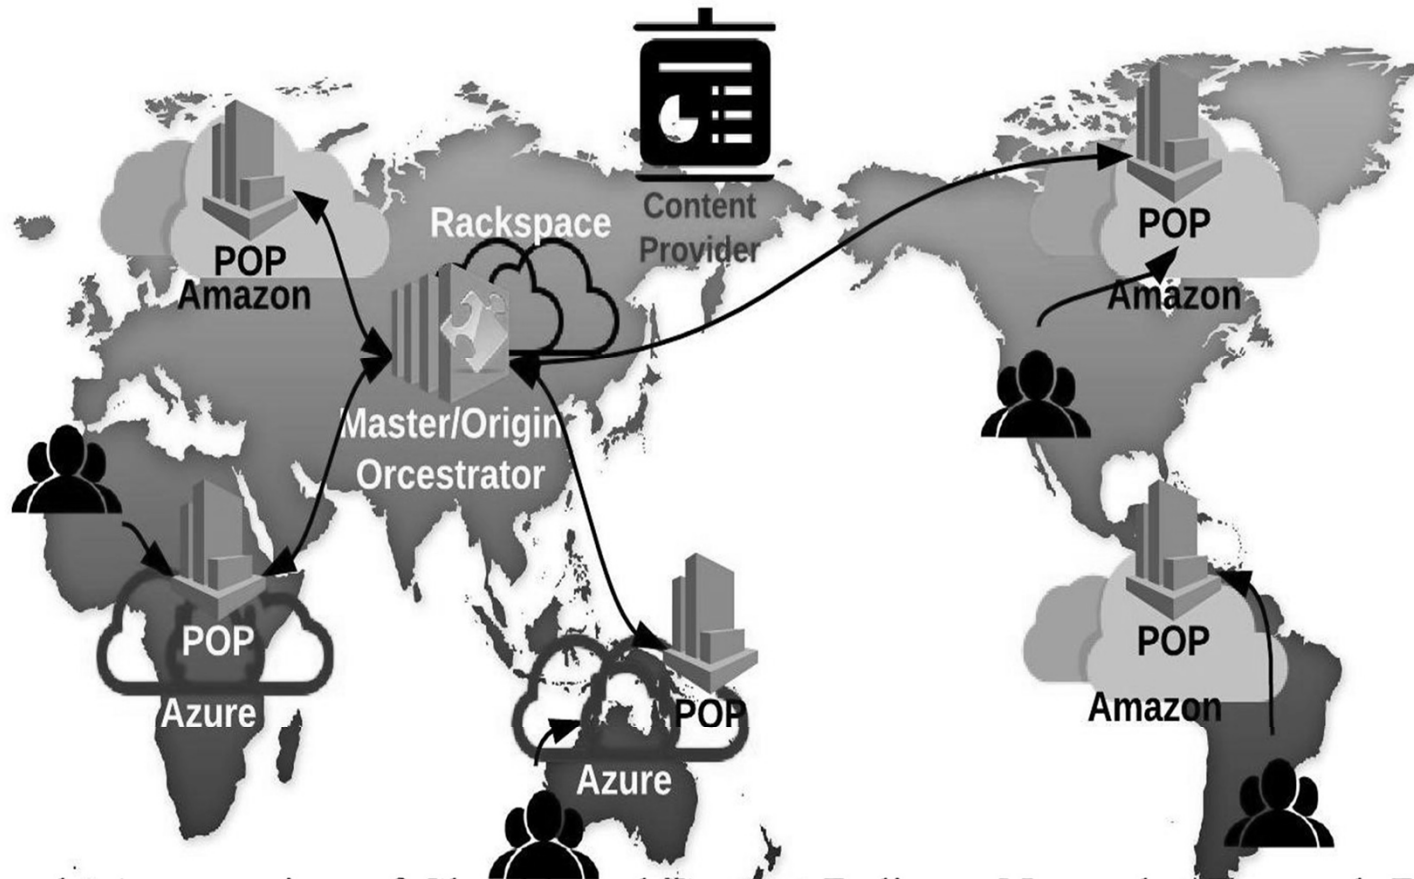 Content
Provider
Rackspace
POP
Amazon
POP
Amazon
Master/Origin
Orcestrator
POP
Azure
POP
Azure
POP
Amazon